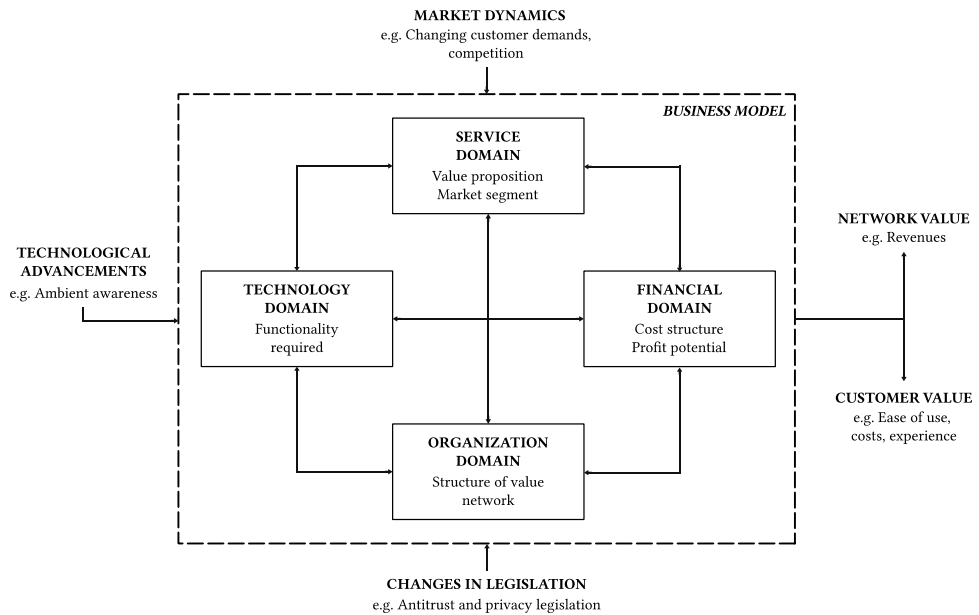 MARKET DYNAMICS
e.g. Changing customer demands,
competition
BUSINESS MODEL
SERVICE
DOMAIN
Value proposition
Market segment
TECHNOLOGICAL
ADVANCEMENTS
e.g. Ambient awareness
TECHNOLOGY
DOMAIN
Functionality
required
FINANCIAL
DOMAIN
Cost structure
Profit potential
NETWORK VALUE
e.g. Revenues
CUSTOMER VALUE
e.g. Ease of use,
costs, experience
ORGANIZATION
DOMAIN
Structure of value
network
CHANGES IN LEGISLATION
e.g. Antitrust and privacy legislation